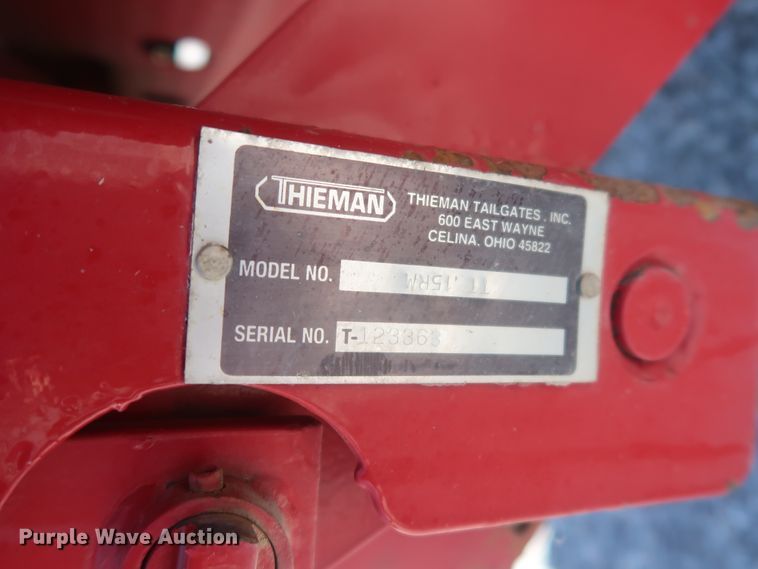 THIEMAN
THIEMAN TAILGATES, INC.
600 EAST WAYNE
CELINA, OHIO 45822
MODEL NO. TT.15RM
SERIAL NO. T-123363
Purple Wave Auction